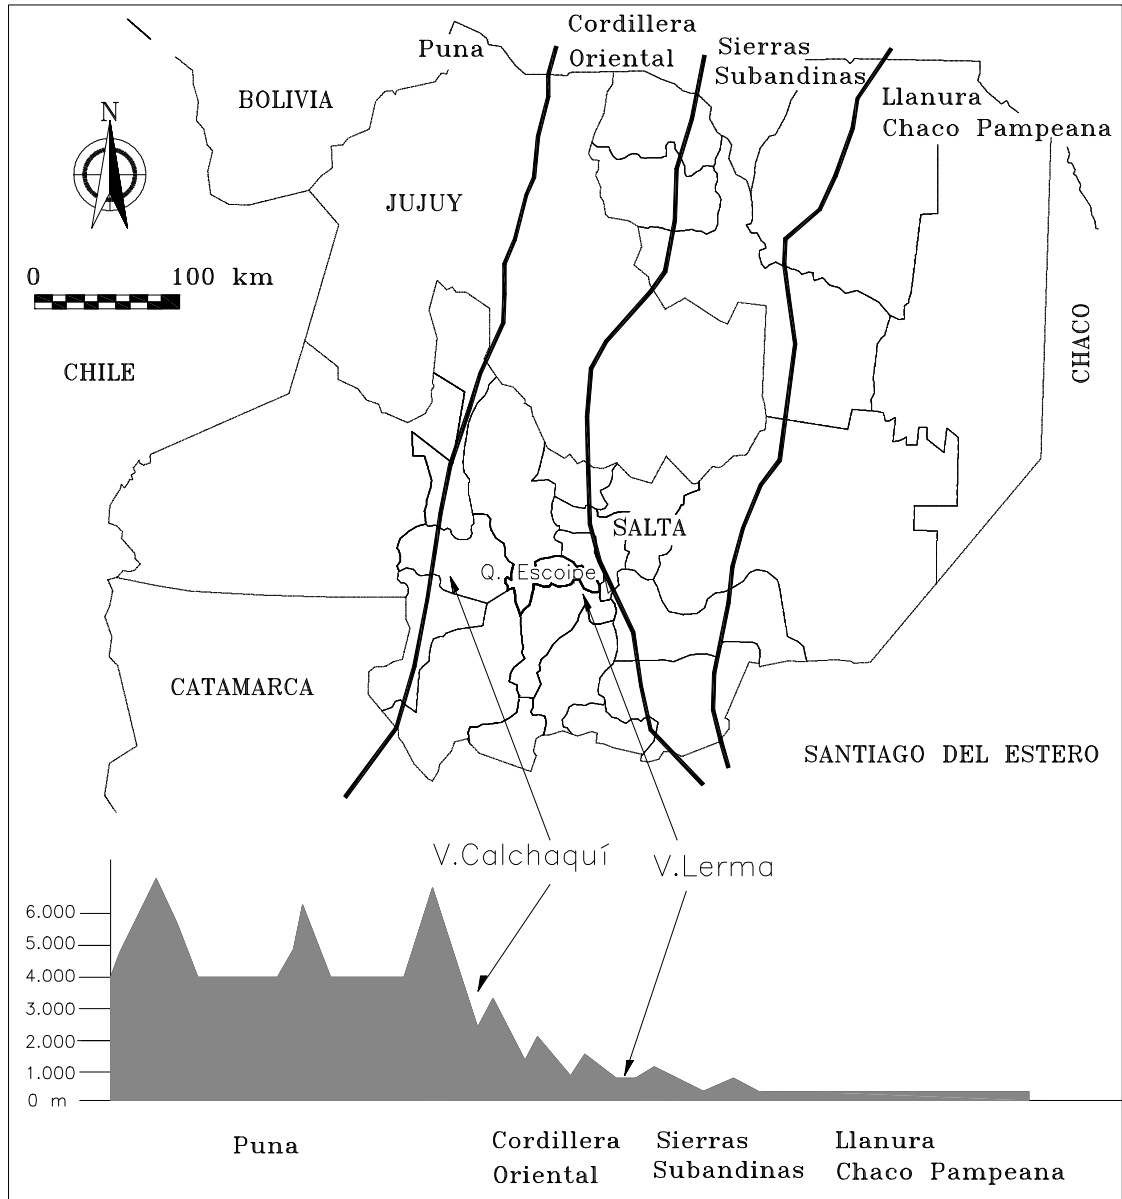 Cordillera
Oriental
Puna
Sierras
Subandinas
Llanura
Chaco Pampeana
BOLIVIA
N
JUJUY
0 100 km
CHACO
CHILE
SALTA
Q. Escoipe
CATAMARCA
SANTIAGO DEL ESTERO
V.Calchaquí
V.Lerma
6.000
5.000
4.000
3.000
2.000
1.000
0 m
Puna
Cordillera
Oriental
Sierras
Subandinas
Llanura
Chaco Pampeana